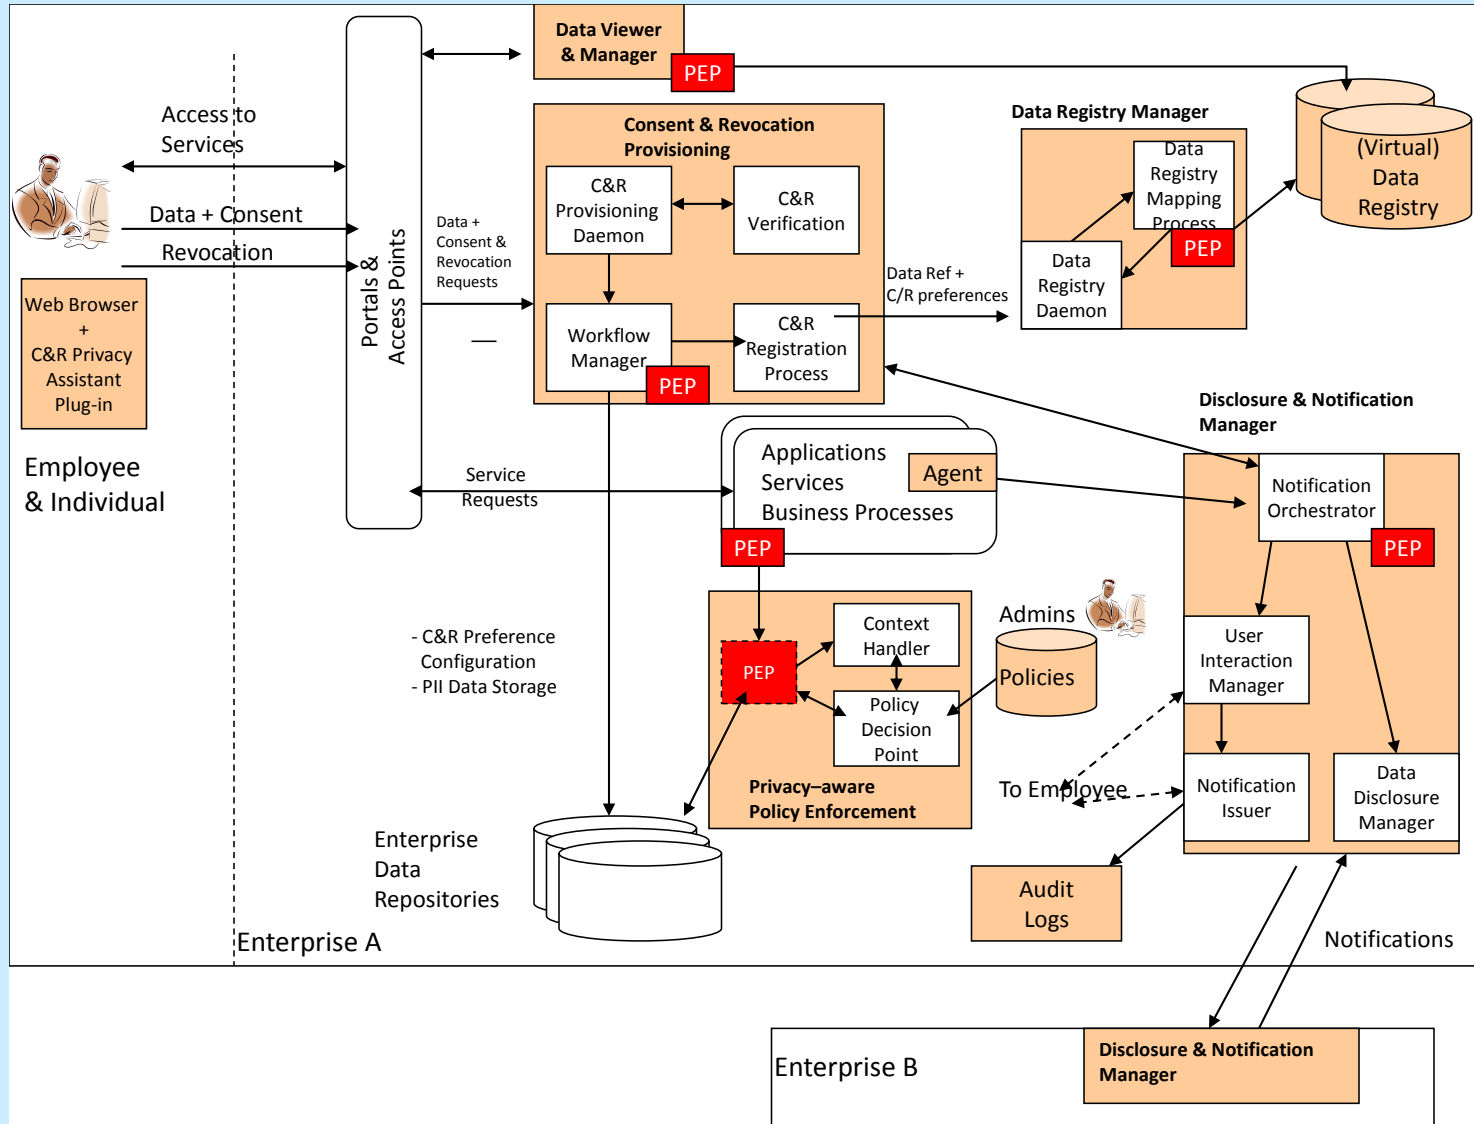 Data Viewer
& Manager
PEP
Access to
Services
Data + Consent
Revocation
Web Browser
+
C&R Privacy
Assistant
Plug-in
Employee
& Individual
Portals &
Access Points
Data +
Consent &
Revocation
Requests
—
Consent & Revocation
Provisioning
C&R
Provisioning
Daemon
C&R
Verification
Workflow
Manager
PEP
C&R
Registration
Process
Data Ref +
C/R preferences
Data Registry Manager
Data
Registry
Mapping
Process
PEP
Data
Registry
Daemon
(Virtual)
Data
Registry
Service
Requests
Applications
Services
Business Processes
Agent
PEP
Disclosure & Notification
Manager
Notification
Orchestrator
PEP
User
Interaction
Manager
Notification
Issuer
Data
Disclosure
Manager
- C&R Preference
Configuration
- PII Data Storage
PEP
Context
Handler
Policy
Decision
Point
Privacy–aware
Policy Enforcement
Admins
Policies
To Employee
Enterprise
Data
Repositories
Audit
Logs
Enterprise A
Notifications
Enterprise B
Disclosure & Notification
Manager